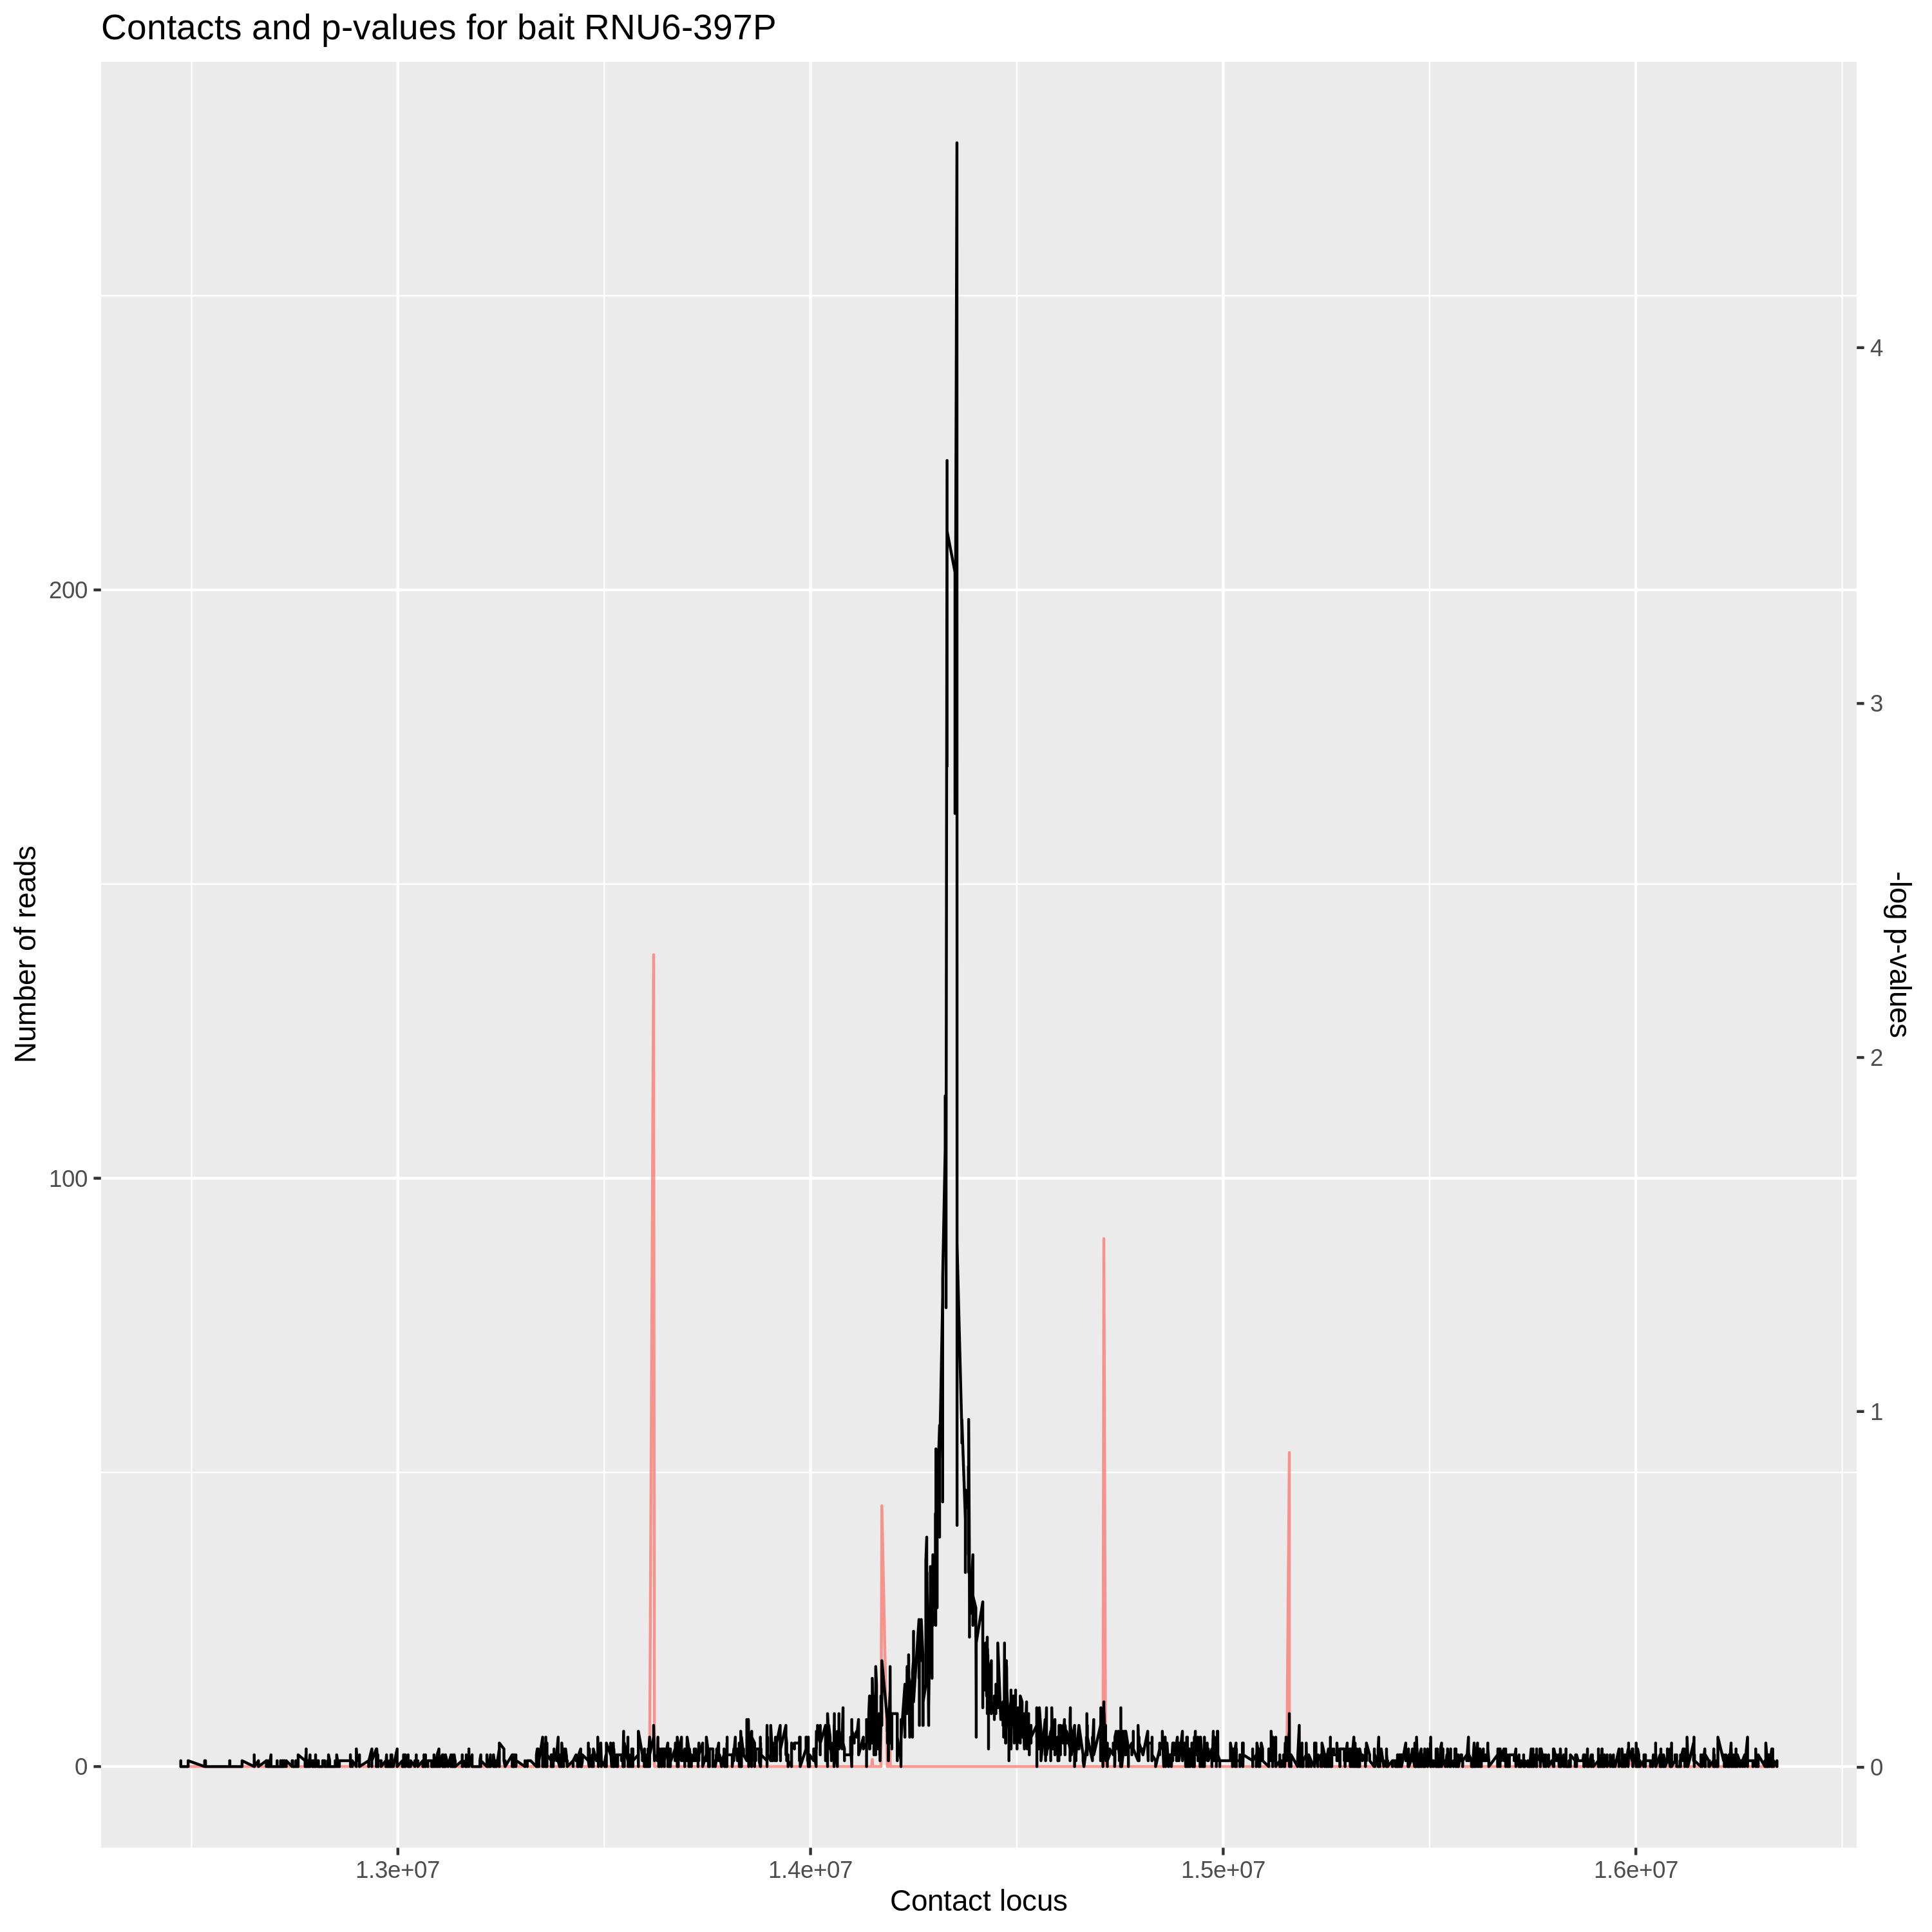 Contacts and p-values for bait RNU6-397P
Number of reads
200
100
0
4
3
2
1
0
-log p-values
1.3e+07
1.4e+07
1.5e+07
1.6e+07
Contact locus